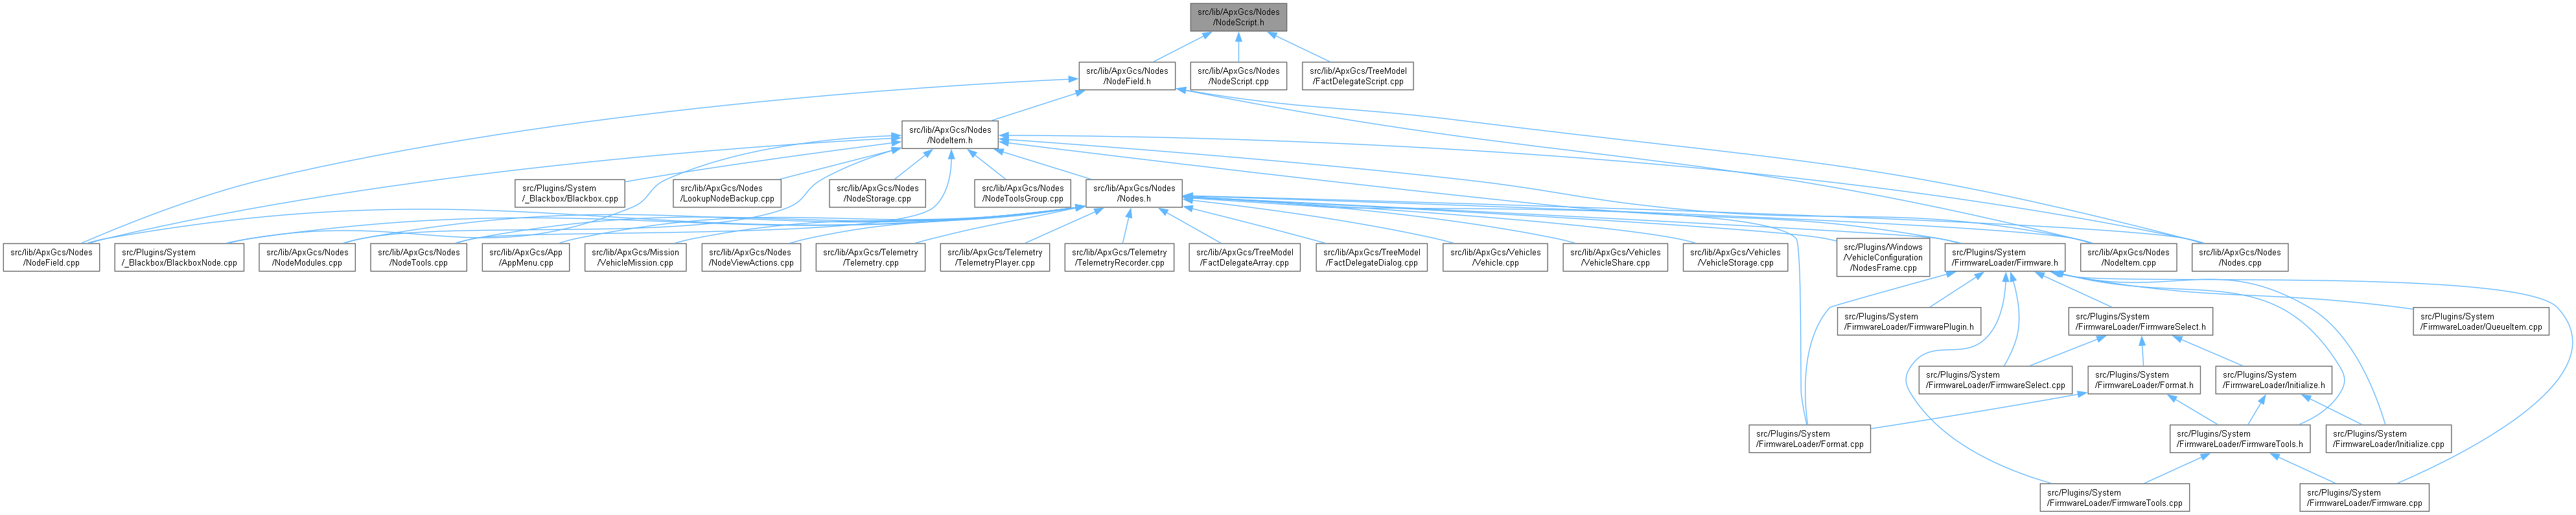 src/lib/ApxGcs/Nodes
/NodeScript.h
src/lib/ApxGcs/Nodes
/NodeField.h
src/lib/ApxGcs/Nodes
/NodeScript.cpp
src/lib/ApxGcs/TreeModel
/FactDelegateScript.cpp
src/lib/ApxGcs/Nodes
/NodeItem.h
src/Plugins/System
/_Blackbox/Blackbox.cpp
src/lib/ApxGcs/Nodes
/LookupNodeBackup.cpp
src/lib/ApxGcs/Nodes
/NodeStorage.cpp
src/lib/ApxGcs/Nodes
/NodeToolsGroup.cpp
src/lib/ApxGcs/Nodes
/Nodes.h
src/lib/ApxGcs/Nodes
/NodeField.cpp
src/Plugins/System
/_Blackbox/BlackboxNode.cpp
src/lib/ApxGcs/Nodes
/NodeModules.cpp
src/lib/ApxGcs/Nodes
/NodeTools.cpp
src/lib/ApxGcs/App
/AppMenu.cpp
src/lib/ApxGcs/Mission
/VehicleMission.cpp
src/lib/ApxGcs/Nodes
/NodeViewActions.cpp
src/lib/ApxGcs/Telemetry
/Telemetry.cpp
src/lib/ApxGcs/Telemetry
/TelemetryPlayer.cpp
src/lib/ApxGcs/Telemetry
/TelemetryRecorder.cpp
src/lib/ApxGcs/TreeModel
/FactDelegateArray.cpp
src/lib/ApxGcs/TreeModel
/FactDelegateDialog.cpp
src/lib/ApxGcs/Vehicles
/Vehicle.cpp
src/lib/ApxGcs/Vehicles
/VehicleShare.cpp
src/lib/ApxGcs/Vehicles
/VehicleStorage.cpp
src/Plugins/Windows
/VehicleConfiguration
/NodesFrame.cpp
src/Plugins/System
/FirmwareLoader/Firmware.h
src/lib/ApxGcs/Nodes
/NodeItem.cpp
src/lib/ApxGcs/Nodes
/Nodes.cpp
src/Plugins/System
/FirmwareLoader/FirmwarePlugin.h
src/Plugins/System
/FirmwareLoader/FirmwareSelect.h
src/Plugins/System
/FirmwareLoader/QueueItem.cpp
src/Plugins/System
/FirmwareLoader/FirmwareSelect.cpp
src/Plugins/System
/FirmwareLoader/Format.h
src/Plugins/System
/FirmwareLoader/Initialize.h
src/Plugins/System
/FirmwareLoader/Format.cpp
src/Plugins/System
/FirmwareLoader/FirmwareTools.h
src/Plugins/System
/FirmwareLoader/Initialize.cpp
src/Plugins/System
/FirmwareLoader/FirmwareTools.cpp
src/Plugins/System
/FirmwareLoader/Firmware.cpp